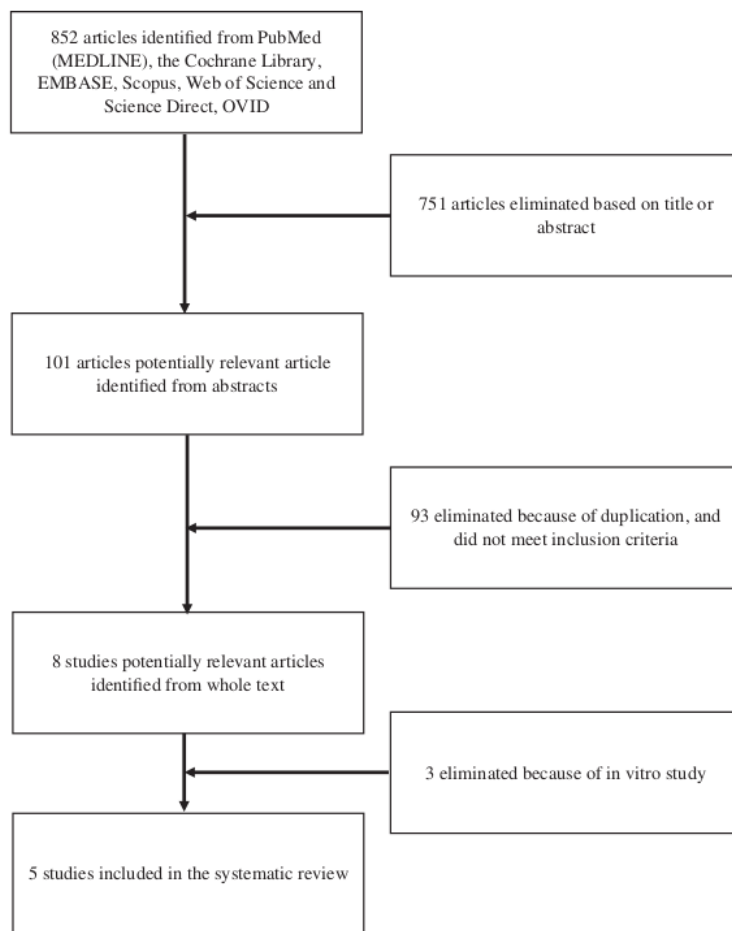 852 articles identified from PubMed
(MEDLINE), the Cochrane Library,
EMBASE, Scopus, Web of Science and
Science Direct, OVID
751 articles eliminated based on title or
abstract
101 articles potentially relevant article
identified from abstracts
93 eliminated because of duplication, and
did not meet inclusion criteria
8 studies potentially relevant articles
identified from whole text
3 eliminated because of in vitro study
5 studies included in the systematic review